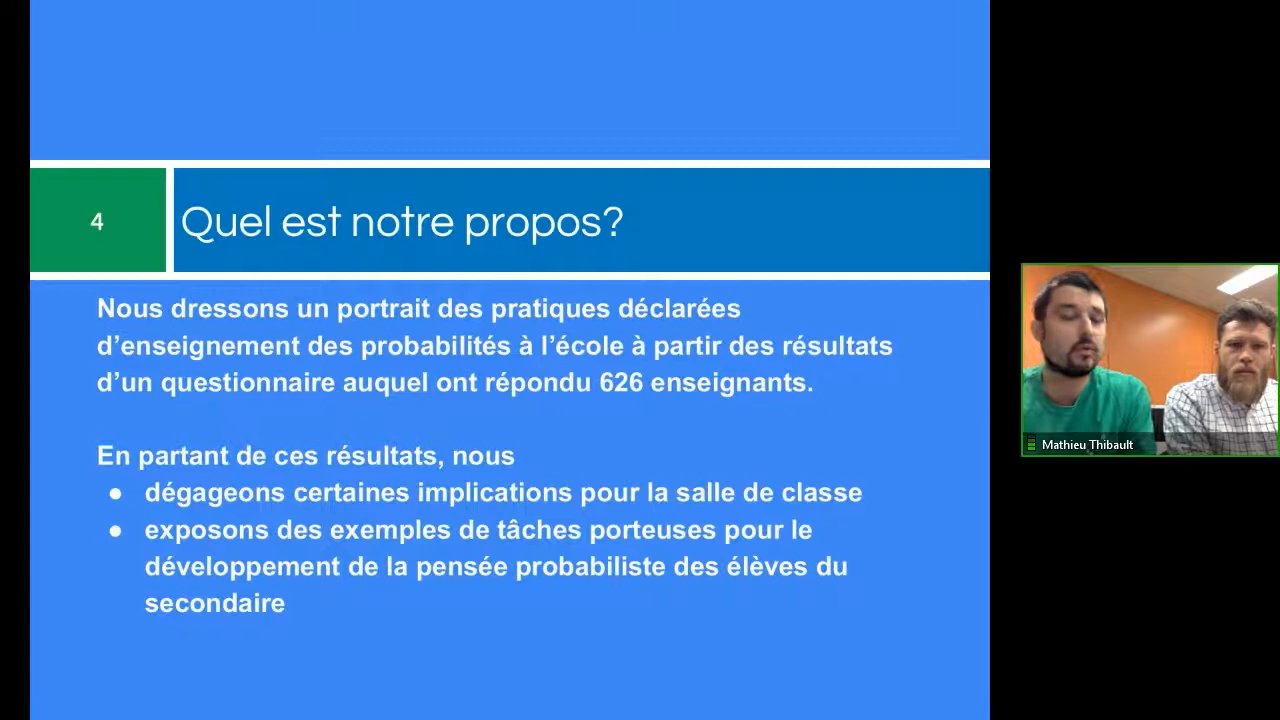 4
Quel est notre propos?
Nous dressons un portrait des pratiques déclarées
d’enseignement des probabilités à l’école à partir des résultats
d’un questionnaire auquel ont répondu 626 enseignants.
En partant de ces résultats, nous
● dégageons certaines implications pour la salle de classe
● exposons des exemples de tâches porteuses pour le
développement de la pensée probabiliste des élèves du
secondaire
Mathieu Thibault